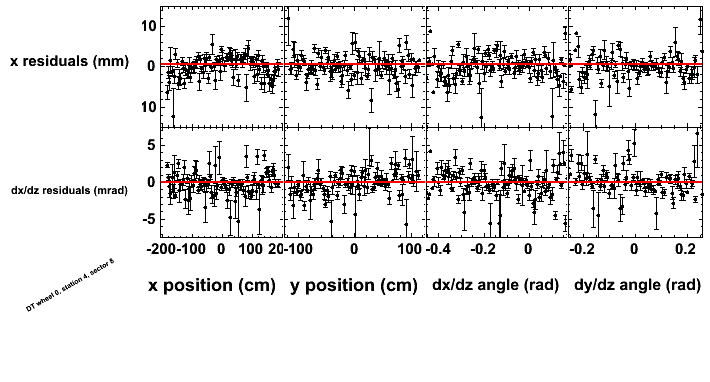 10
x residuals (mm)
0
10
5
dx/dz residuals (mrad)
0
-5
-200 -100 0 100 20 -100 0 100 -0.4 -0.2 0 -0.2 0 0.2
x position (cm) y position (cm) dx/dz angle (rad) dy/dz angle (rad)
DT wheel 0, station 4, sector 8